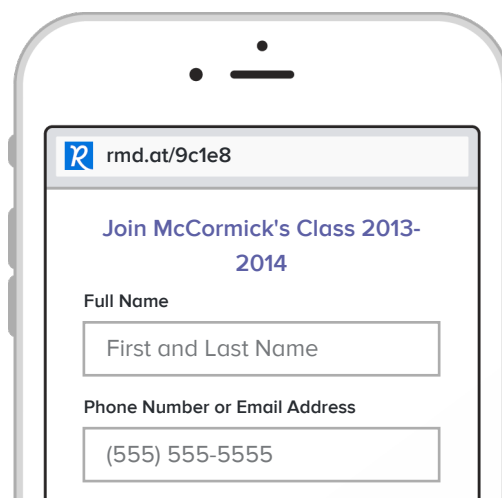 rmd.at/9c1e8
Join McCormick's Class 2013-
2014
Full Name
First and Last Name
Phone Number or Email Address
(555) 555-5555